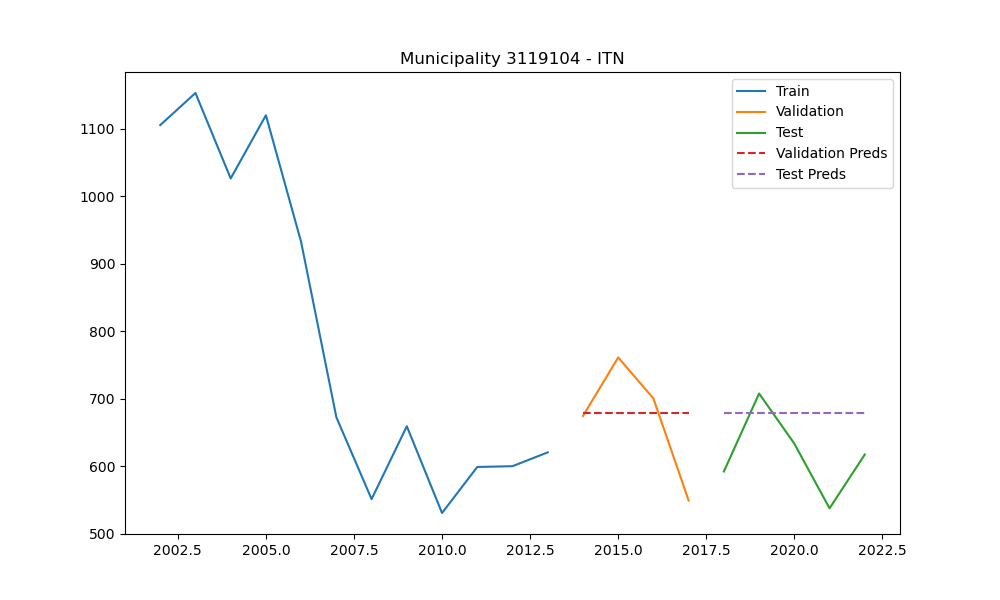 Municipality 3119104 - ITN
Train
Validation
Test
Validation Preds
Test Preds
1100
1000
900
800
700
600
500
2002.5 2005.0 2007.5 2010.0 2012.5 2015.0 2017.5 2020.0 2022.5